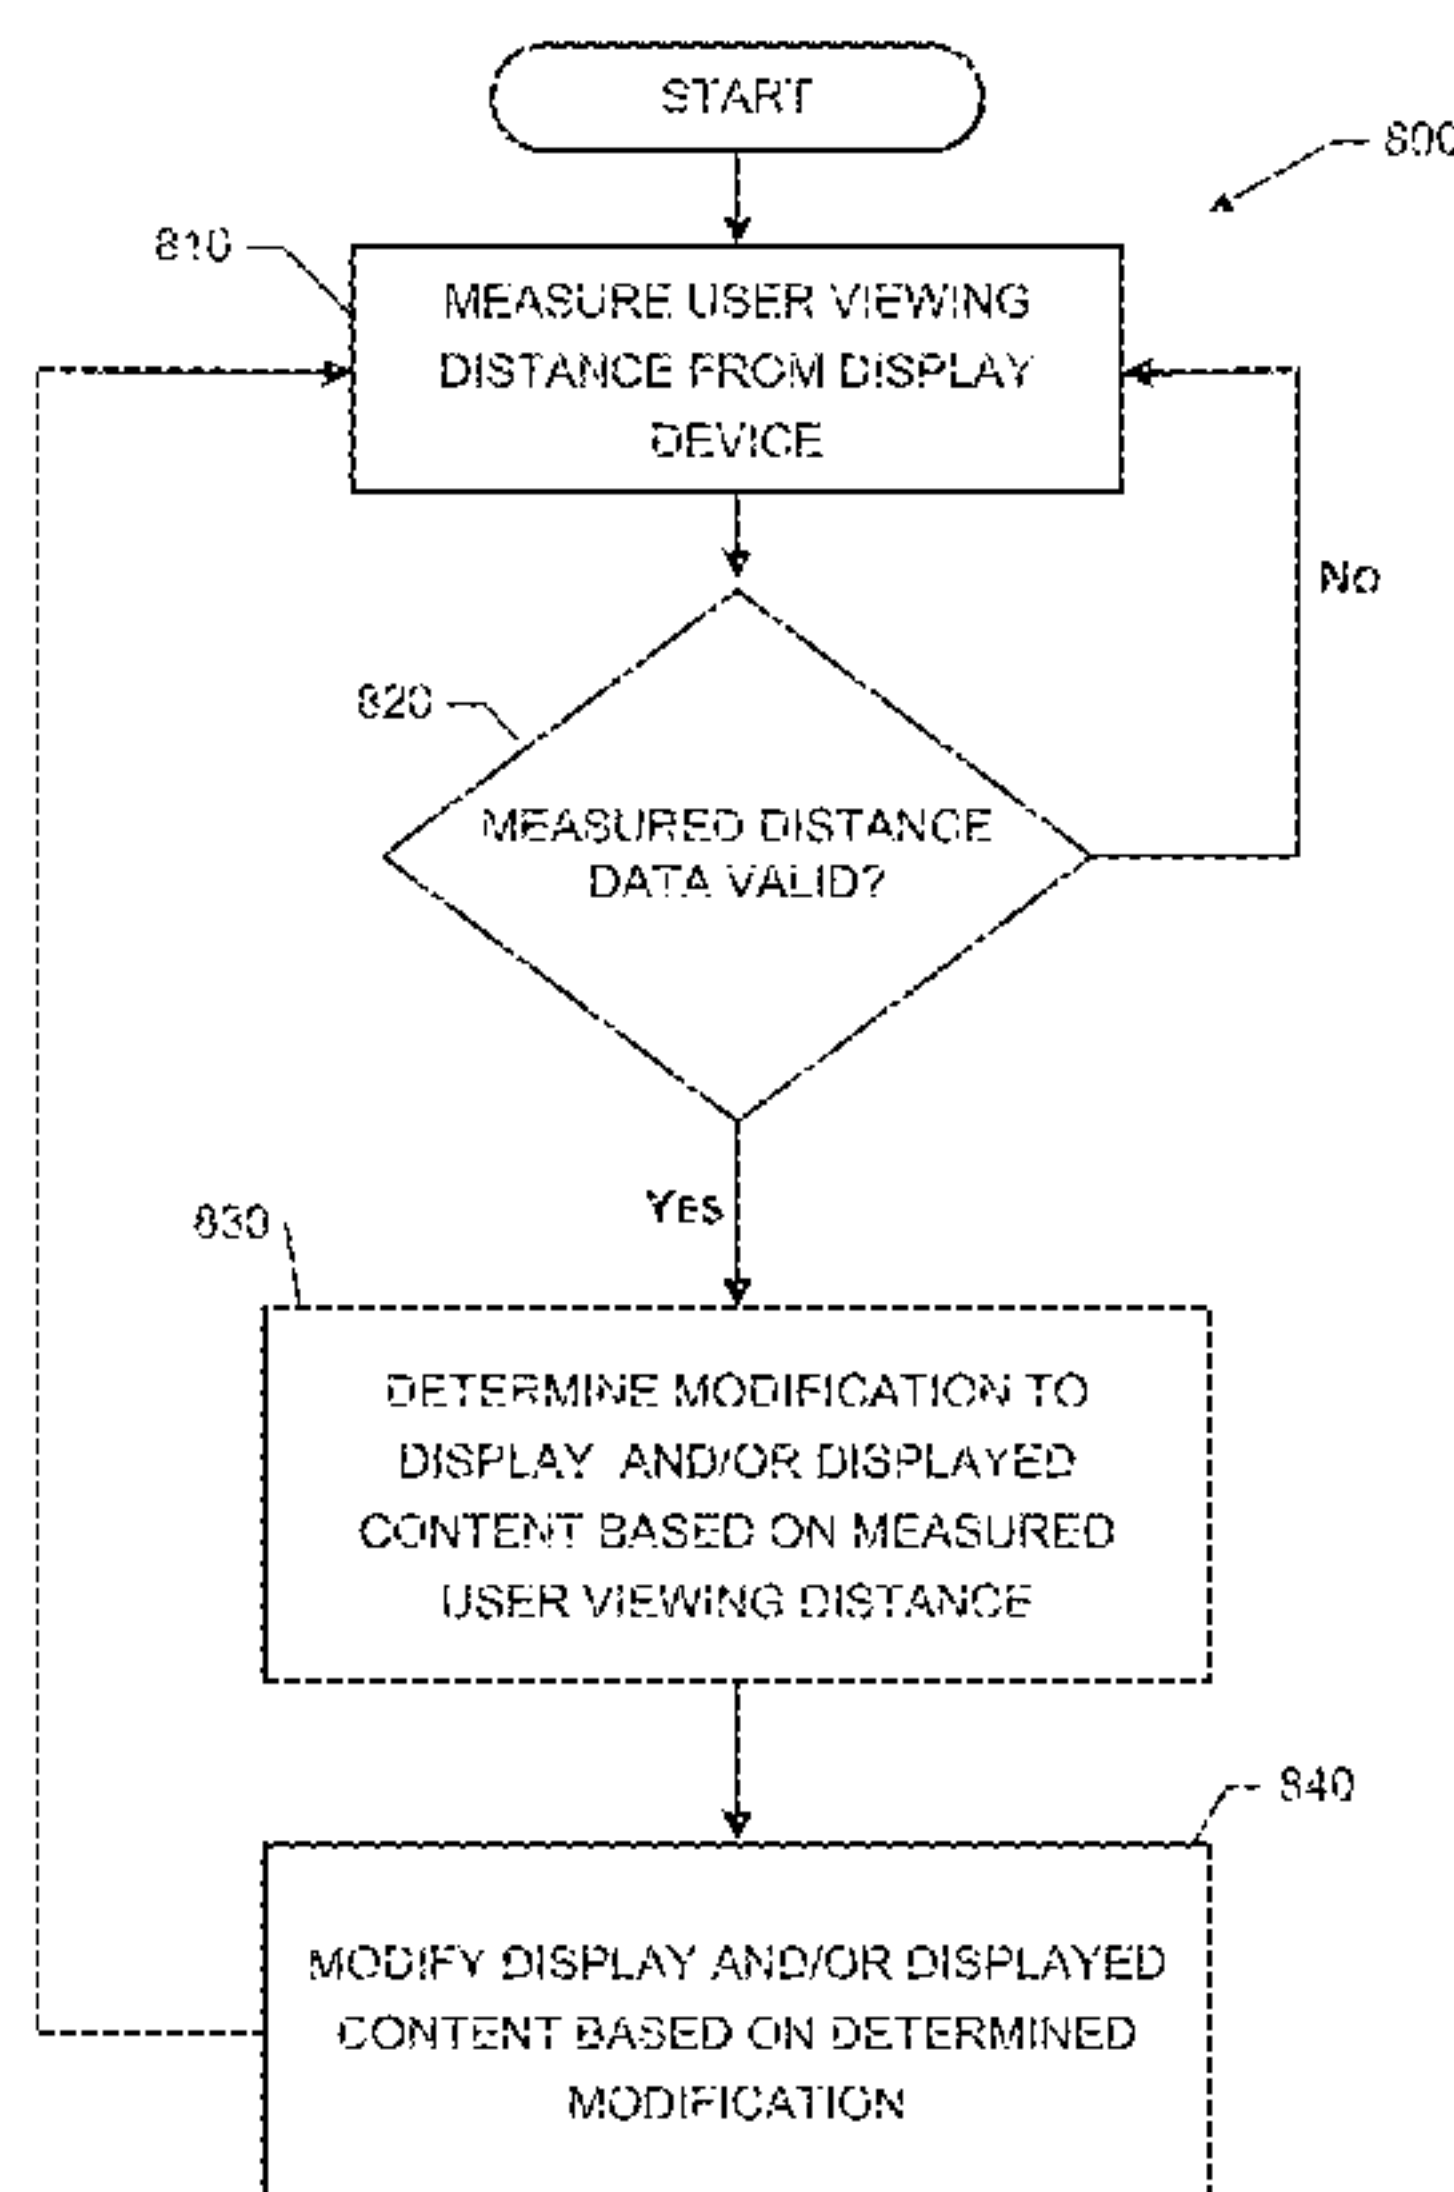 START
800
810
MEASURE USER VIEWING
DISTANCE FROM DISPLAY
DEVICE
NO
820
MEASURED DISTANCE
DATA VALID?
YES
830
DETERMINE MODIFICATION TO
DISPLAY AND/OR DISPLAYED
CONTENT BASED ON MEASURED
USER VIEWING DISTANCE
840
MODIFY DISPLAY AND/OR DISPLAYED
CONTENT BASED ON DETERMINED
MODIFICATION